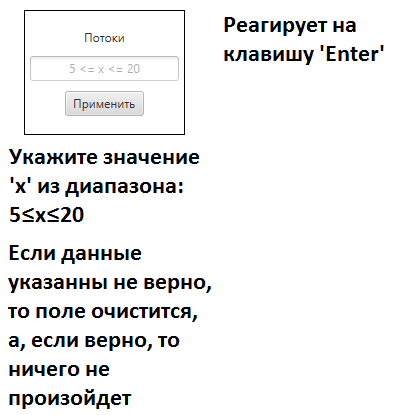 Потоки
5 <= x <= 20
Применить
Реагирует на
клавишу 'Enter'
Укажите значение
'x' из диапазона:
5≤x≤20
Если данные
указанны не верно,
то поле очистится,
а, если верно, то
ничего не
произойдет